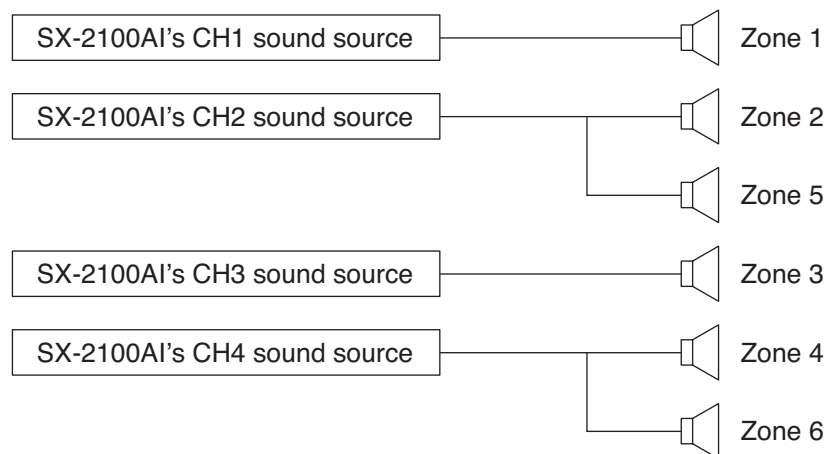 SX-2100AI's CH1 sound source Zone 1
SX-2100AI's CH2 sound source Zone 2
Zone 5
SX-2100AI's CH3 sound source Zone 3
SX-2100AI's CH4 sound source Zone 4
Zone 6